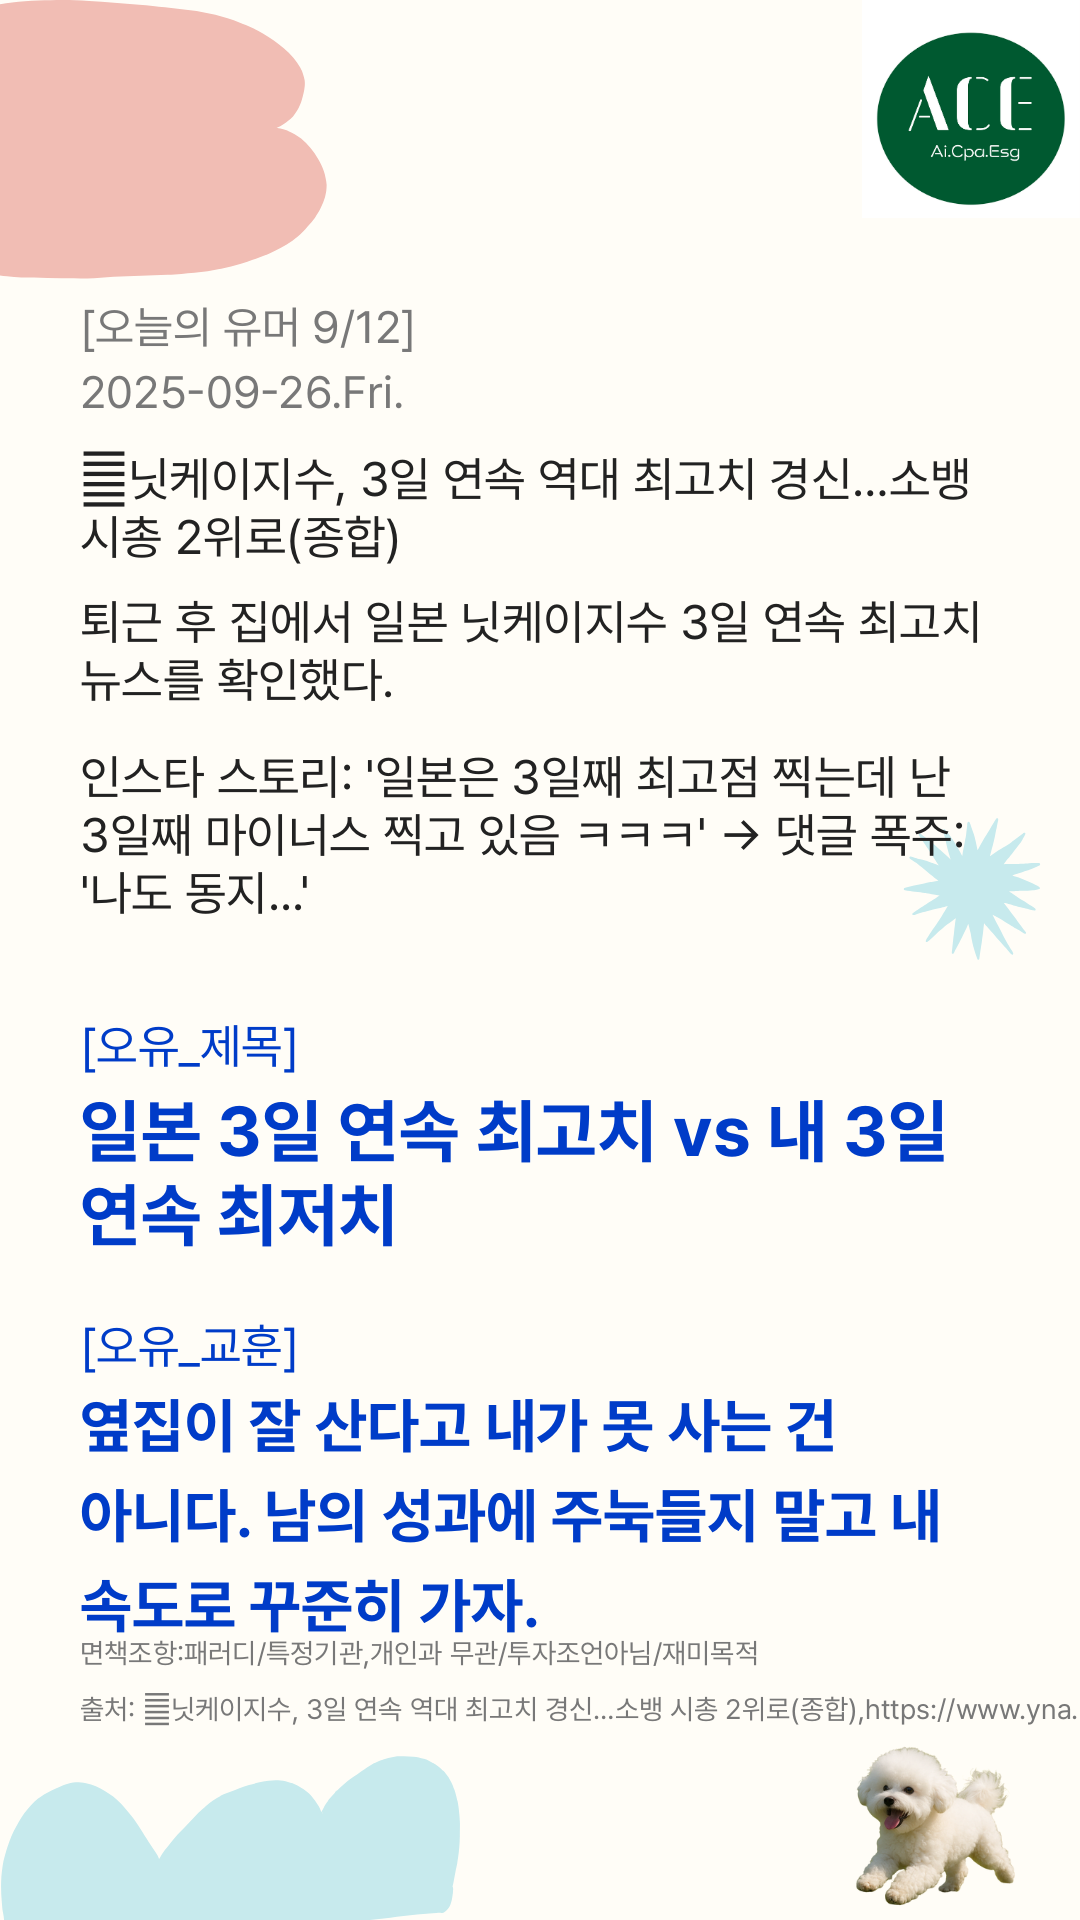 ACE
Ai.Cpa.Esg
[오늘의 유머 9/12]
2025-09-26.Fri.
닛케이지수, 3일 연속 역대 최고치 경신…소뱅
시총 2위로(종합)
퇴근 후 집에서 일본 닛케이지수 3일 연속 최고치
뉴스를 확인했다.
인스타 스토리: '일본은 3일째 최고점 찍는데 난
3일째 마이너스 찍고 있음 ㅋㅋㅋ' → 댓글 폭주:
'나도 동지…'
[오유_제목]
일본 3일 연속 최고치 vs 내 3일
연속 최저치
[오유_교훈]
옆집이 잘 산다고 내가 못 사는 건
아니다. 남의 성과에 주눅들지 말고 내
속도로 꾸준히 가자.
면책조항:패러디/특정기관,개인과 무관/투자조언아님/재미목적
출처: 닛케이지수, 3일 연속 역대 최고치 경신…소뱅 시총 2위로(종합),https://www.yna.